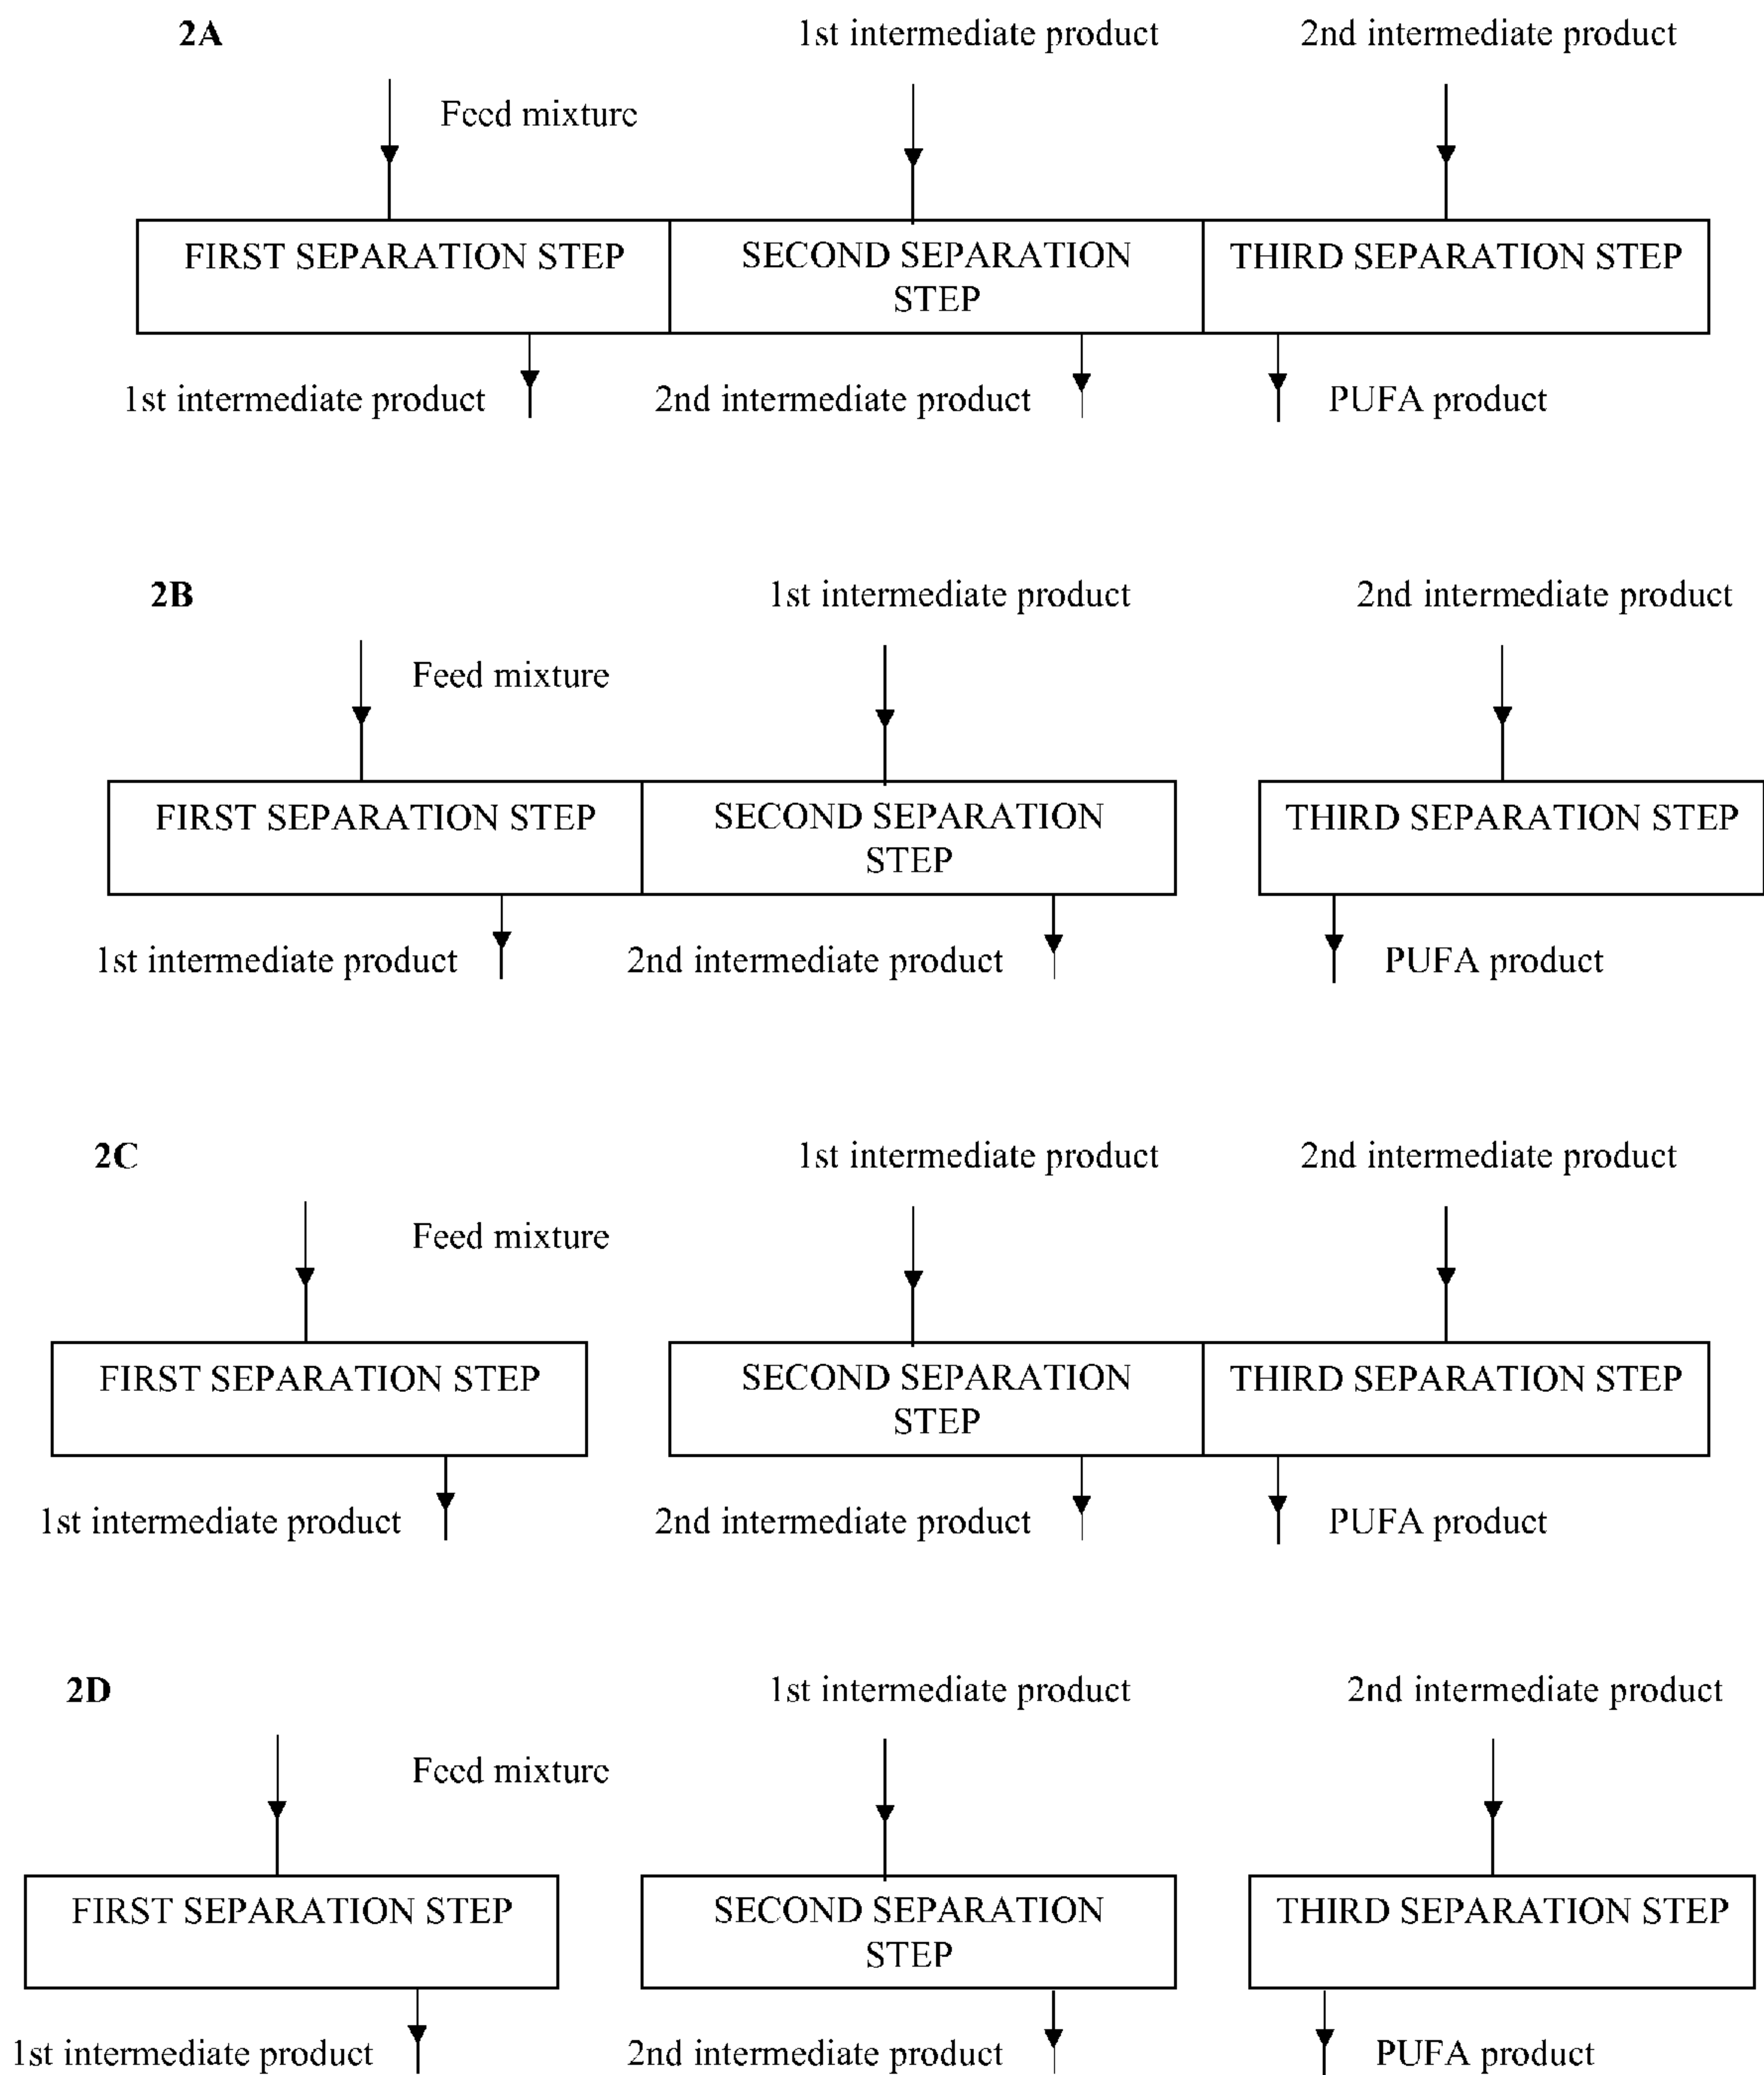 2A 1st intermediate product 2nd intermediate product
Feed mixture
FIRST SEPARATION STEP SECOND SEPARATION THIRD SEPARATION STEP
STEP
1st intermediate product 2nd intermediate product PUFA product
2B 1st intermediate product 2nd intermediate product
Feed mixture
FIRST SEPARATION STEP SECOND SEPARATION THIRD SEPARATION STEP
STEP
1st intermediate product 2nd intermediate product PUFA product
2C 1st intermediate product 2nd intermediate product
Feed mixture
FIRST SEPARATION STEP SECOND SEPARATION THIRD SEPARATION STEP
STEP
1st intermediate product 2nd intermediate product PUFA product
2D 1st intermediate product 2nd intermediate product
Feed mixture
FIRST SEPARATION STEP SECOND SEPARATION THIRD SEPARATION STEP
STEP
1st intermediate product 2nd intermediate product PUFA product